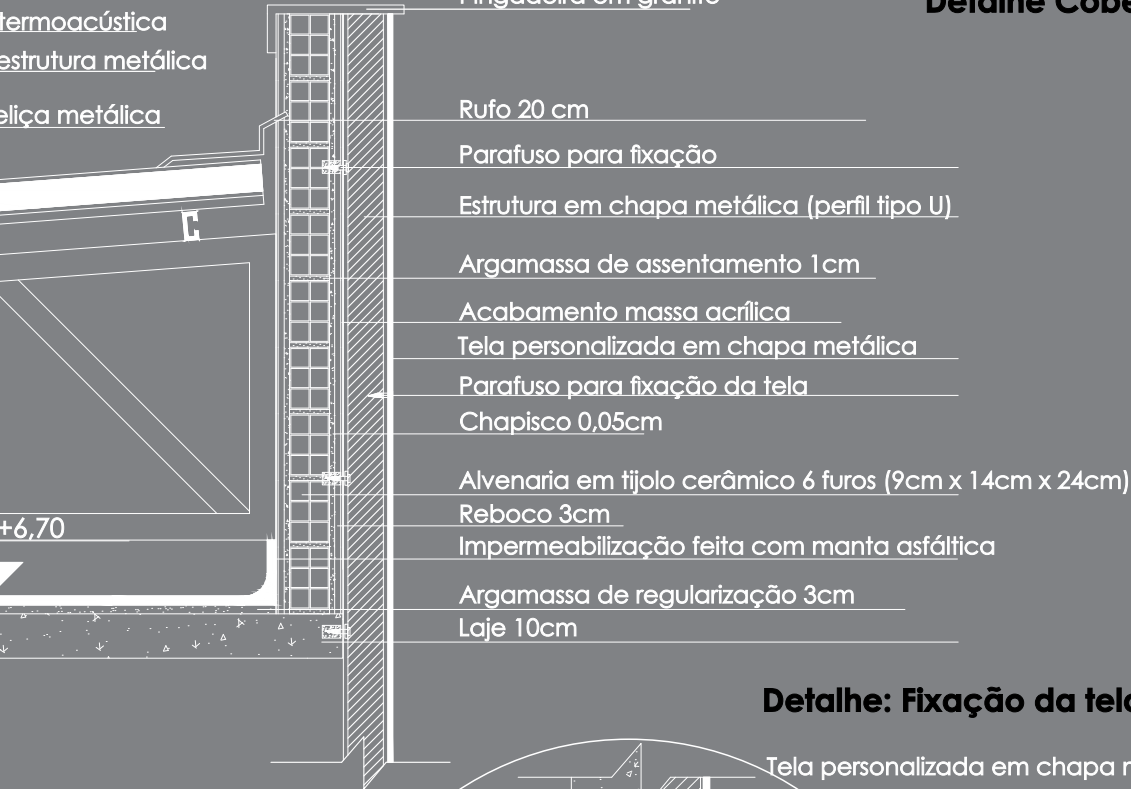 termoacústica
estrutura metálica
metálica
em granito
Detalhe
Rufo 20 cm
Parafuso para fixação
Estrutura em chapa metálica (perfil tipo U)
Argamassa de assentamento 1cm
Acabamento massa acrílica
Tela personalizada em chapa metálica
Parafuso para fixação da tela
Chapisco 0,05cm
Alvenaria em tijolo cerâmico 6 furos (9cm x 14cm x 24cm)
Reboco 3cm
Impermeabilização feita com manta asfáltica
Argamassa de regularização 3cm
Laje 10cm
+6,70
Detalhe: Fixação da tela
Tela personalizada em chapa